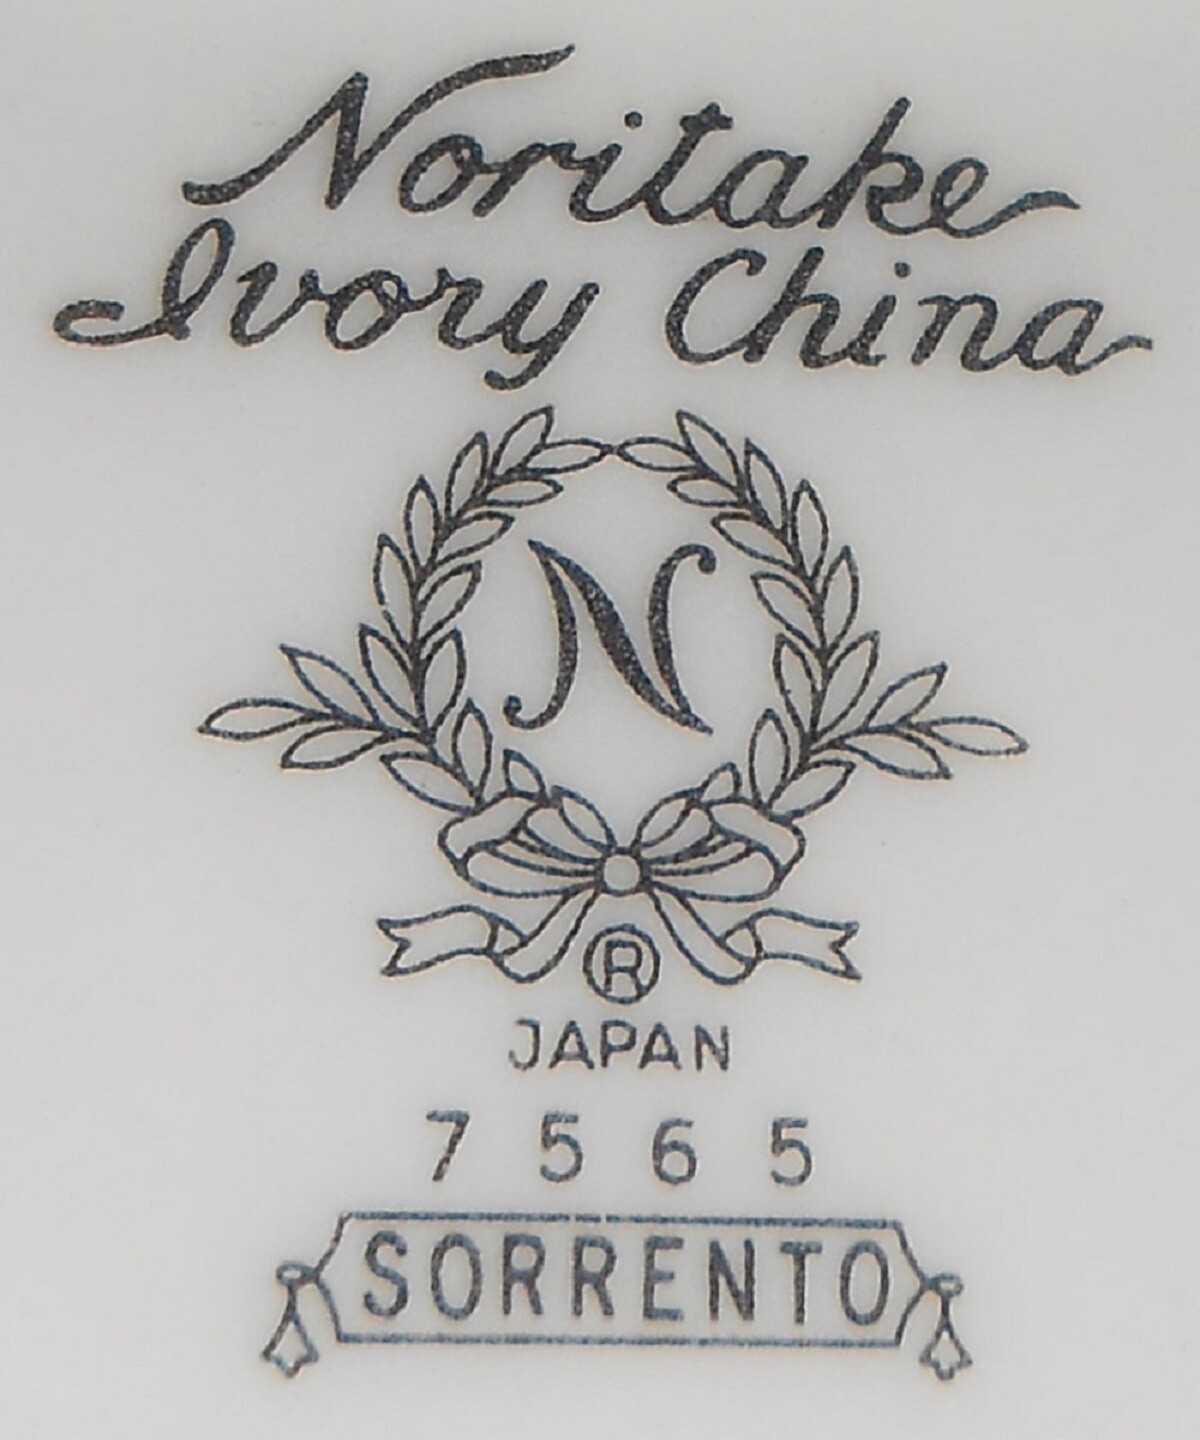 Noritake
Ivory China
N
®
JAPAN
7565
SORRENTO